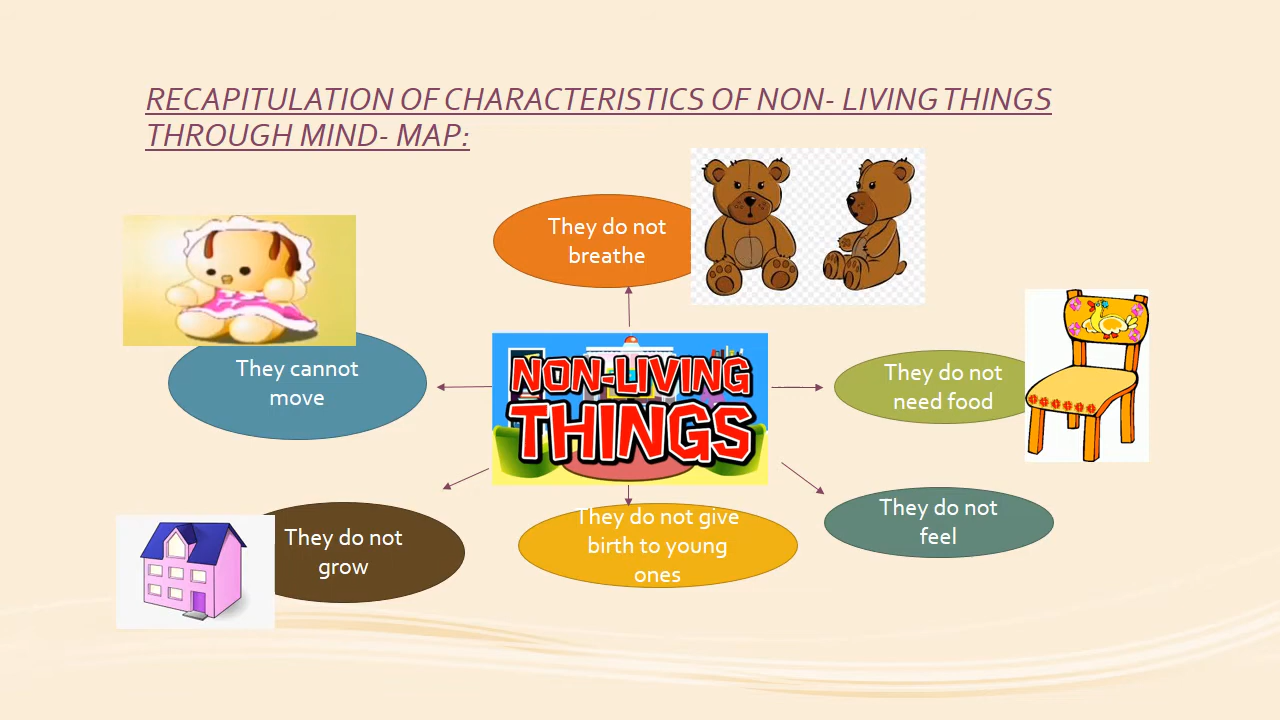 RECAPITULATION OF CHARACTERISTICS OF NON- LIVING THINGS
THROUGH MIND- MAP:
They do not
breathe
They cannot
move
NON-LIVING
THINGS
They do not
need food
They do not
grow
They do not give
birth to young
ones
They do not
feel